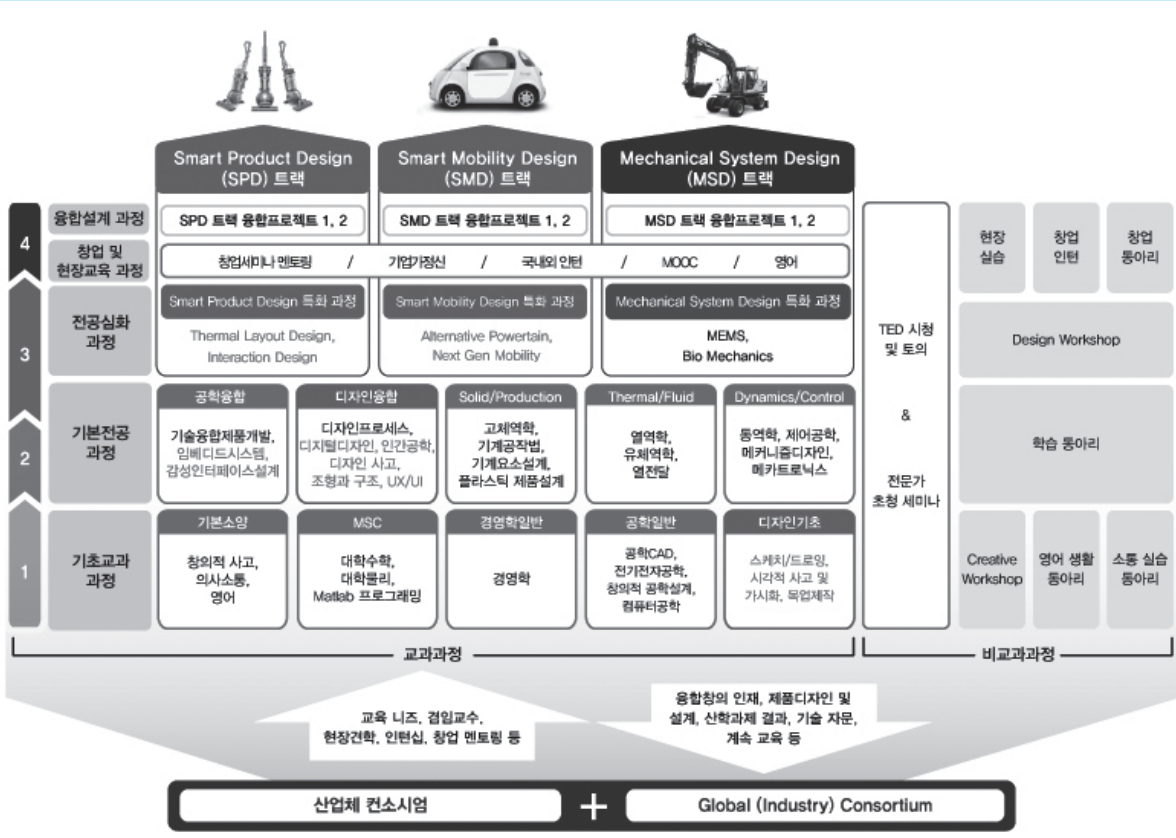 Smart Product Design
(SPD) 트랙
Smart Mobility Design
(SMD) 트랙
Mechanical System Design
(MSD) 트랙
4
융합설계 과정
SPD 트랙 융합프로젝트 1, 2
SMD 트랙 융합프로젝트 1, 2
MSD 트랙 융합프로젝트 1, 2
창업 및
현장교육 과정
창업세미나 멘토링 / 기업가정신 / 국내외 인턴 / MOOC / 영어
3
전공심화
과정
Smart Product Design 특화 과정
Thermal Layout Design,
Interaction Design
Smart Mobility Design 특화 과정
Alternative Powertain,
Next Gen Mobility
Mechanical System Design 특화 과정
MEMS,
Bio Mechanics
2
기본전공
과정
공학융합
기술융합제품개발,
임베디드시스템,
감성인터페이스설계
디자인융합
디자인프로세스,
디지털디자인, 인간공학,
디자인 사고,
조형과 구조, UX/UI
Solid/Production
고체역학,
기계공작법,
기계요소설계,
플라스틱 제품설계
Thermal/Fluid
열역학,
유체역학,
열전달
Dynamics/Control
동역학, 제어공학,
메커니즘디자인,
메카트로닉스
1
기초교과
과정
기본소양
창의적 사고,
의사소통,
영어
MSC
대학수학,
대학물리,
Matlab 프로그래밍
경영학일반
경영학
공학일반
공학CAD,
전기전자공학,
창의적 공학설계,
컴퓨터공학
디자인기초
스케치/드로잉,
시각적 사고 및
가시화, 목업제작
TED 시청
및 토의
&
전문가
초청 세미나
현장
실습
창업
인턴
창업
동아리
Design Workshop
학습 동아리
Creative
Workshop
영어 생활
동아리
소통 실습
동아리
교과과정
비교과과정
교육 니즈, 겸임교수,
현장견학, 인턴십, 창업 멘토링 등
융합창의 인재, 제품디자인 및
설계, 산학과제 결과, 기술 자문,
계속 교육 등
산업체 컨소시엄
+
Global (Industry) Consortium